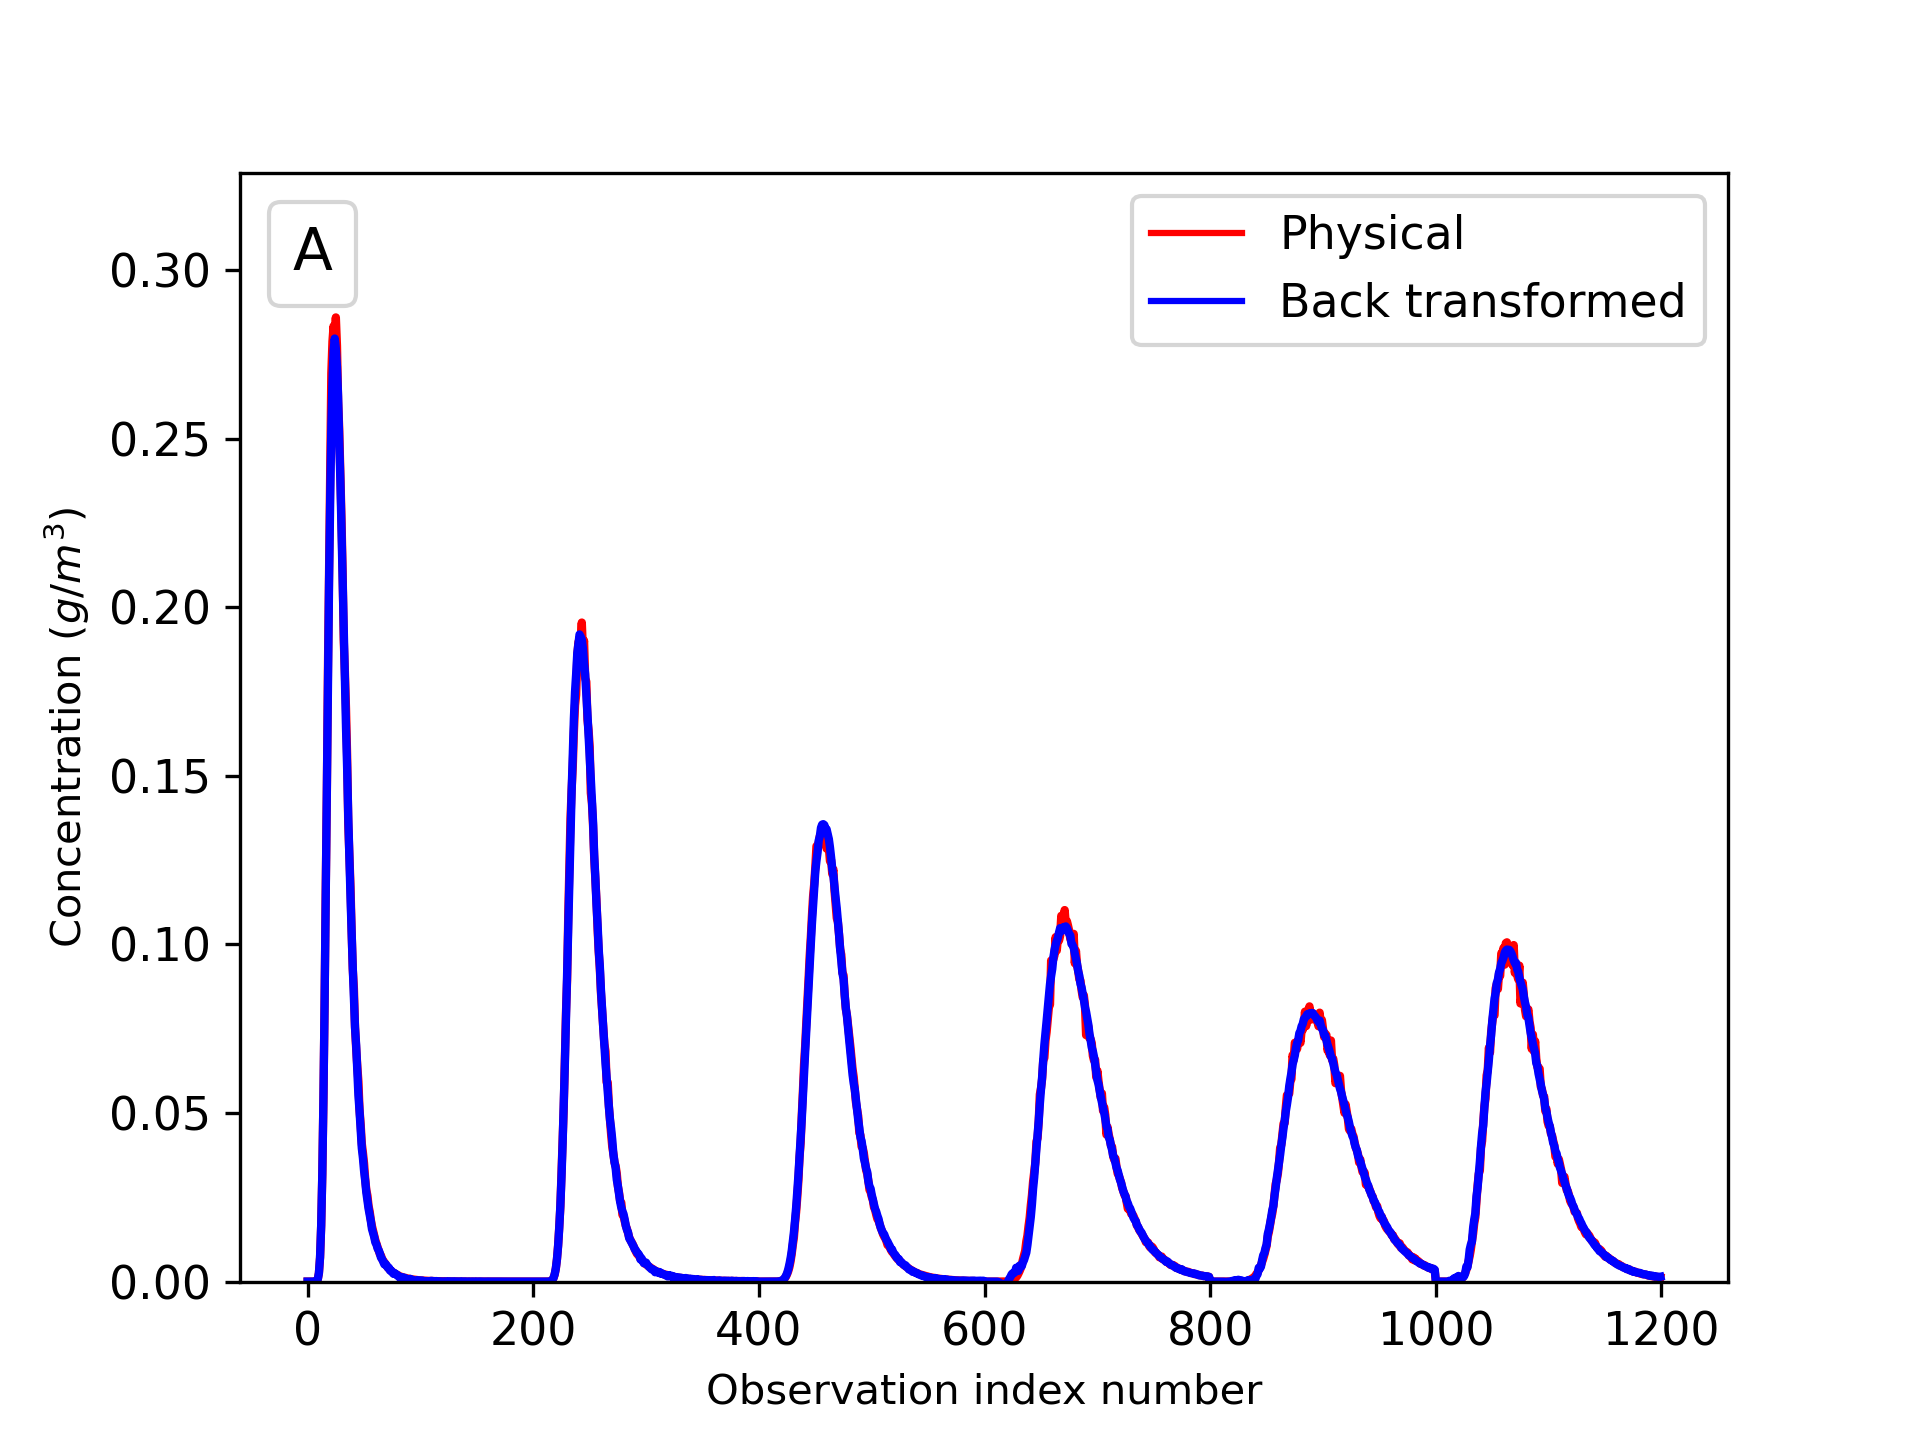 A
Physical
Back transformed
0.30
0.25
0.20
0.15
0.10
0.05
0.00
Concentration (g/m³)
0 200 400 600 800 1000 1200
Observation index number